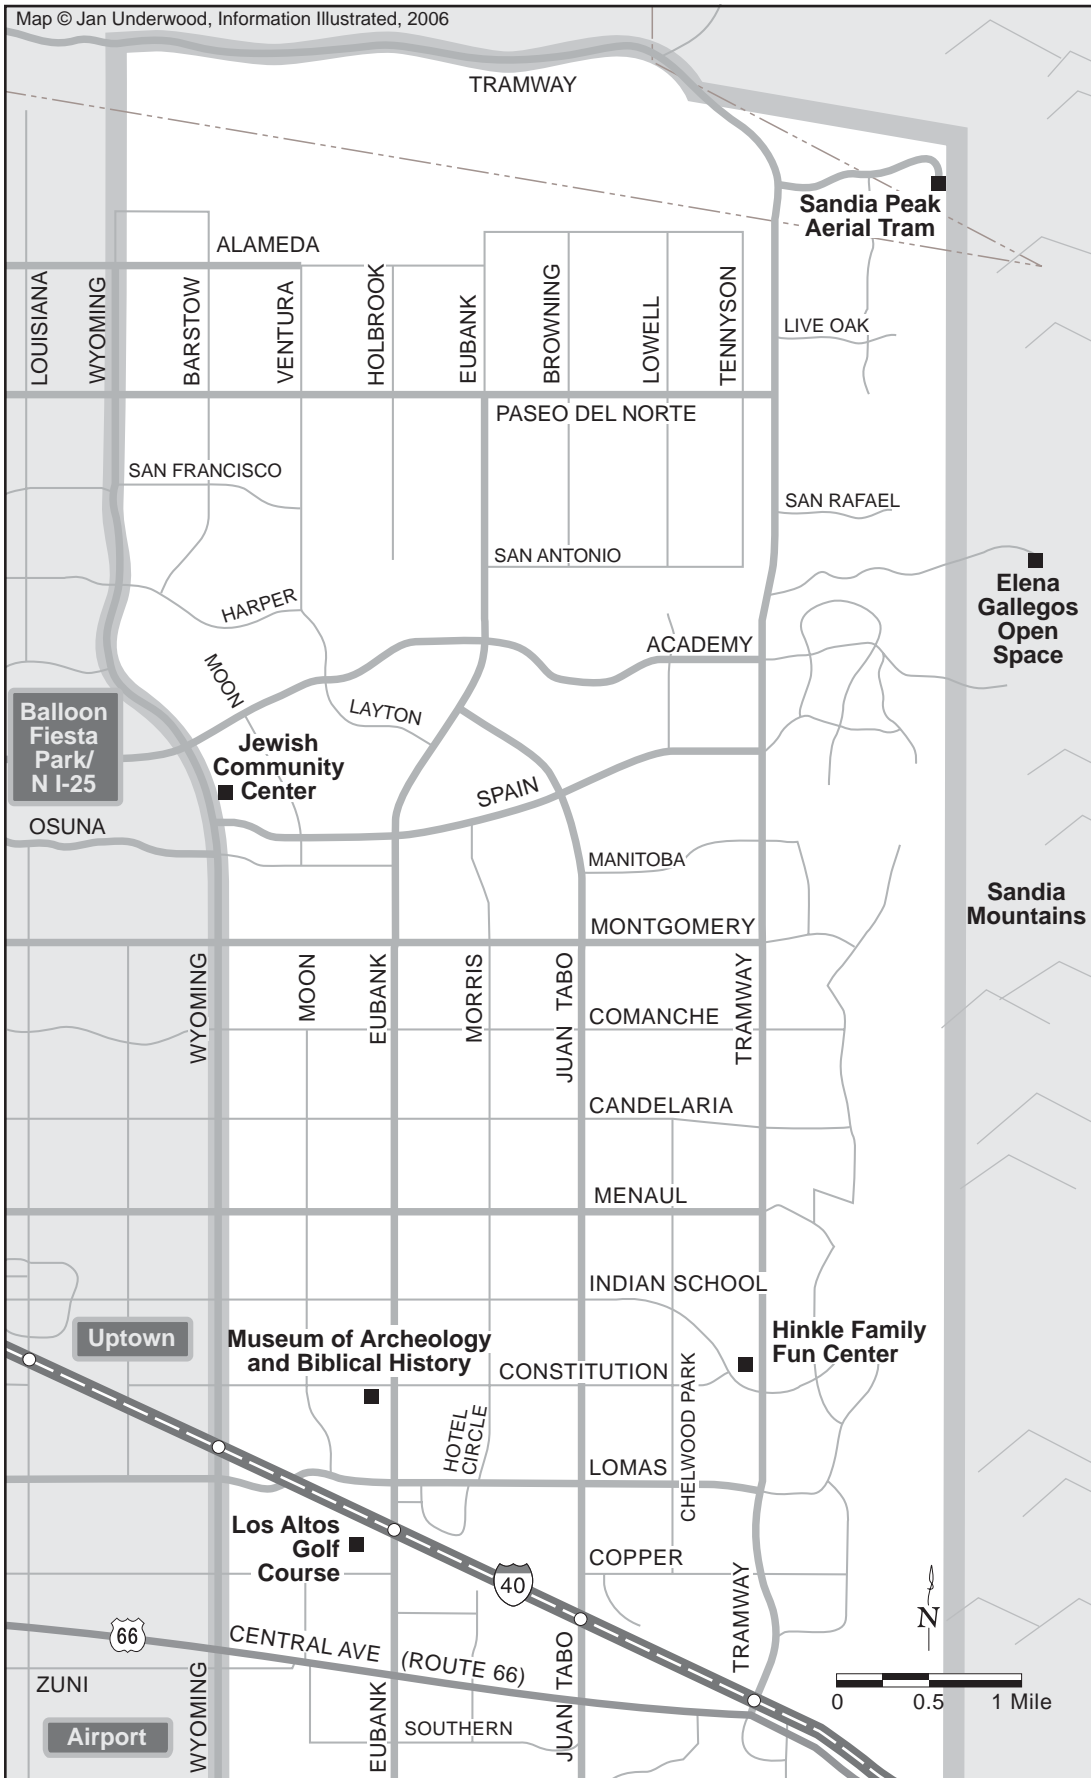 Map © Jan Underwood, Information Illustrated, 2006
TRAMWAY
Sandia Peak
Aerial Tram
ALAMEDA
LOUISIANA
WYOMING
BARSTOW
VENTURA
HOLBROOK
EUBANK
BROWNING
LOWELL
TENNYSON
LIVE OAK
PASEO DEL NORTE
SAN FRANCISCO
SAN RAFAEL
SAN ANTONIO
Elena
Gallegos
Open
Space
HARPER
ACADEMY
MOON
LAYTON
Balloon
Fiesta
Park/
N I-25
Jewish
Community
Center
SPAIN
OSUNA
MANITOBA
Sandia
Mountains
MONTGOMERY
WYOMING
MOON
EUBANK
MORRIS
JUAN TABO
TRAMWAY
COMANCHE
CANDELARIA
MENAUL
INDIAN SCHOOL
Uptown
Museum of Archeology
and Biblical History
Hinkle Family
Fun Center
CONSTITUTION
CHELWOOD PARK
HOTEL
CIRCLE
LOMAS
Los Altos
Golf
Course
COPPER
40
TRAMWAY
N
66
CENTRAL AVE (ROUTE 66)
ZUNI
WYOMING
EUBANK
JUAN TABO
SOUTHERN
Airport
0 0.5 1 Mile